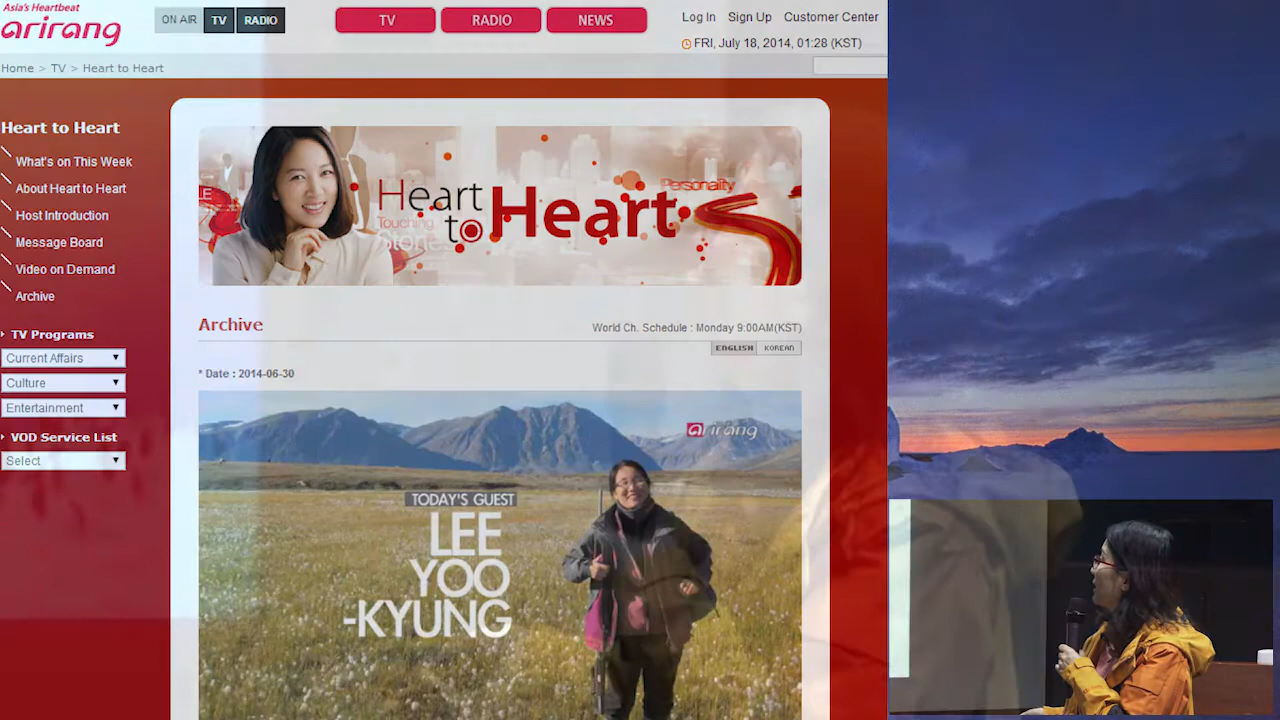 Asia's Heartbeat
arirang
ON AIR TV RADIO
TV RADIO NEWS
Log In Sign Up Customer Center
FRI, July 18, 2014, 01:28 (KST)
Home > TV > Heart to Heart
Heart to Heart
What's on This Week
About Heart to Heart
Host Introduction
Message Board
Video on Demand
Archive
TV Programs
Current Affairs
Culture
Entertainment
VOD Service List
Select
Heart
to Heart
Personality
Touching
Stories
Archive
World Ch. Schedule : Monday 9:00AM(KST)
ENGLISH KOREAN
* Date : 2014-06-30
arirang
TODAY'S GUEST
LEE
YOO
-KYUNG